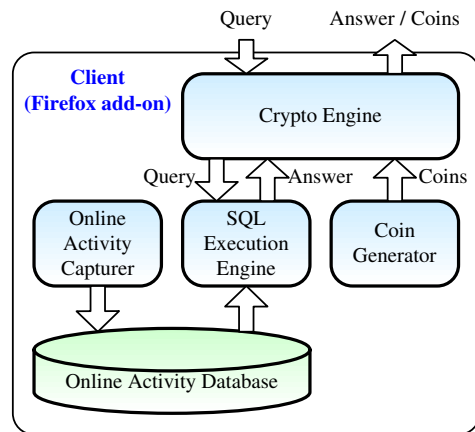 Query
Answer / Coins
Client
(Firefox add-on)
Crypto Engine
Query
Answer
Coins
Online
Activity
Capturer
SQL
Execution
Engine
Coin
Generator
Online Activity Database